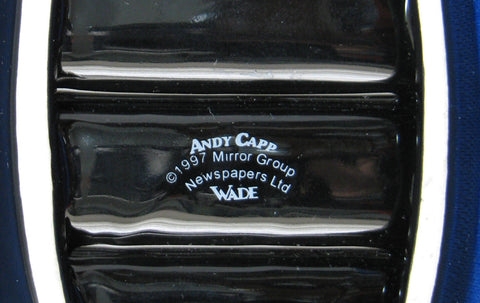 ANDY CAPP
©1997 Mirror Group
Newspapers Ltd
WADE